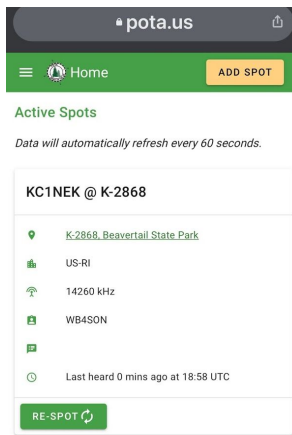 pota.us
Home
ADD SPOT
Active Spots
Data will automatically refresh every 60 seconds.
KC1NEK @ K-2868
K-2868, Beavertail State Park
US-RI
14260 kHz
WB4SON
Last heard 0 mins ago at 18:58 UTC
RE-SPOT